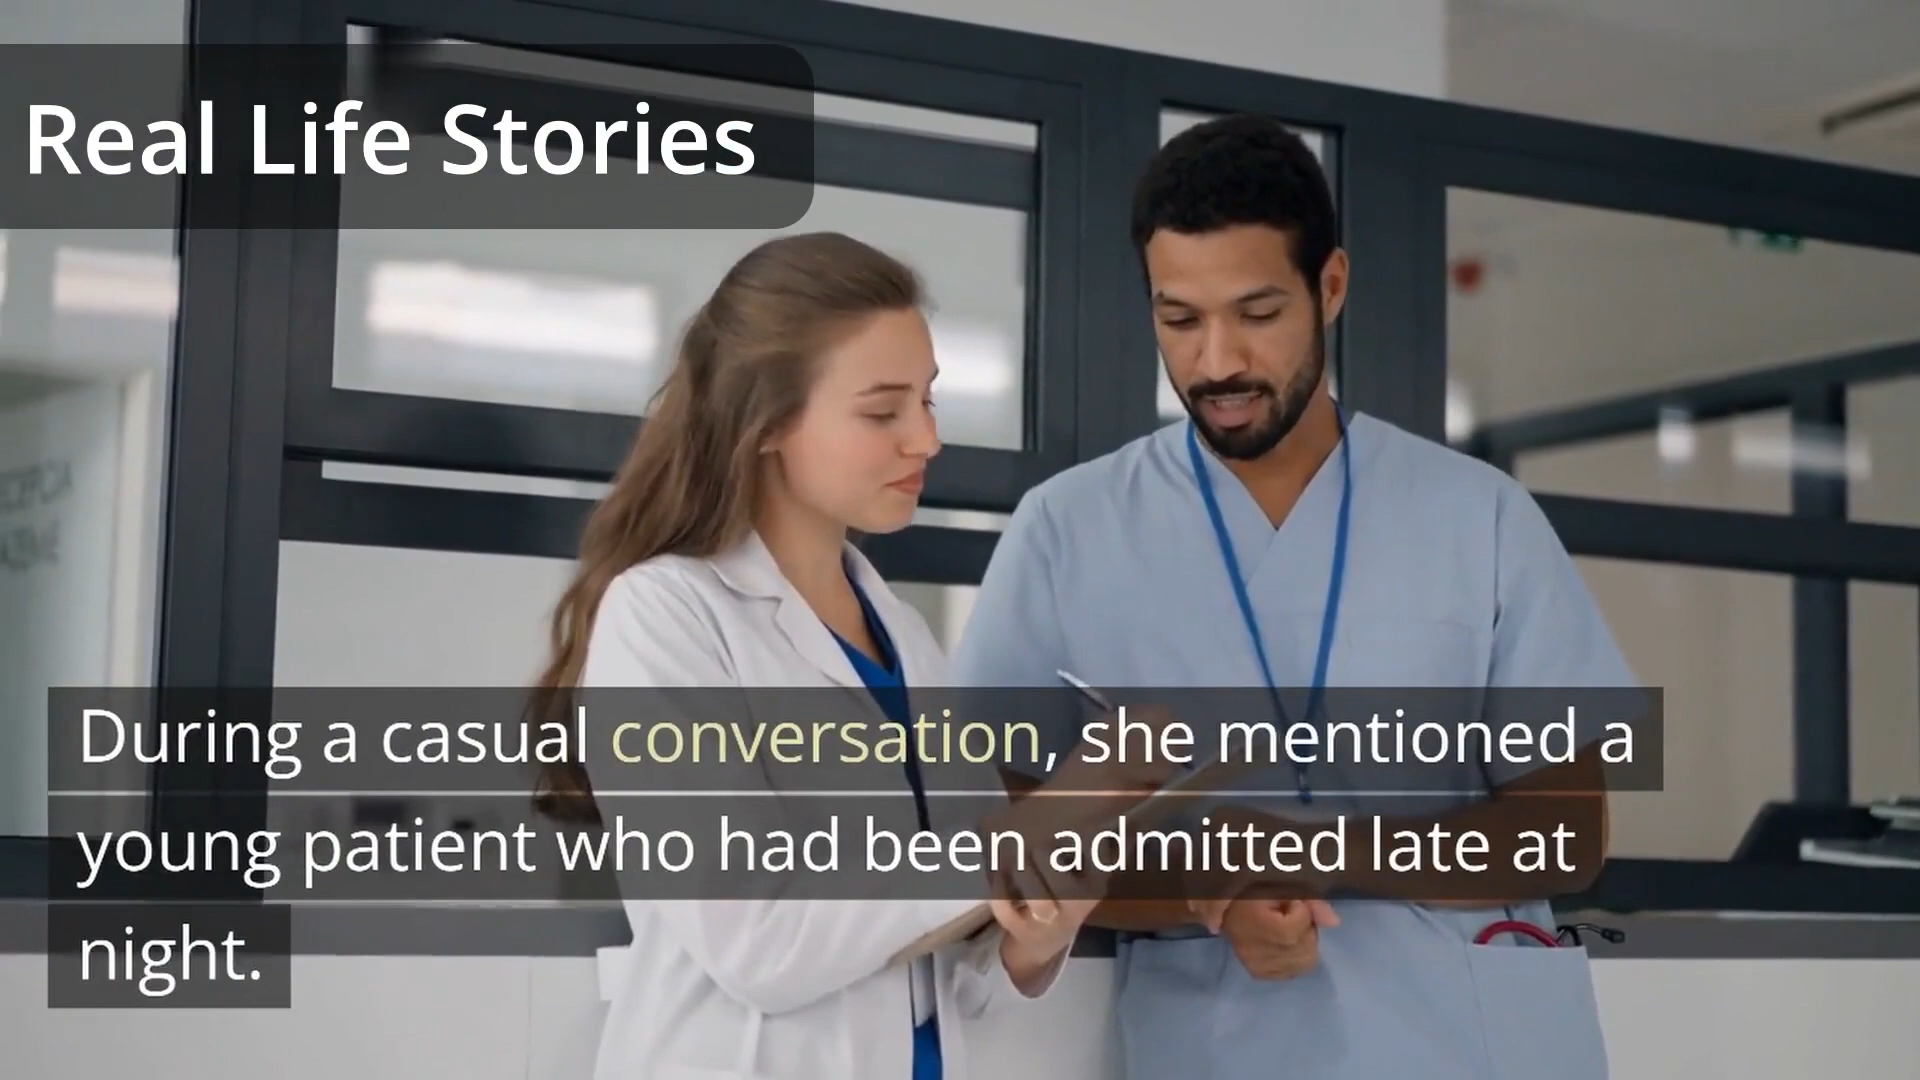 Real Life Stories
During a casual conversation, she mentioned a
young patient who had been admitted late at
night.